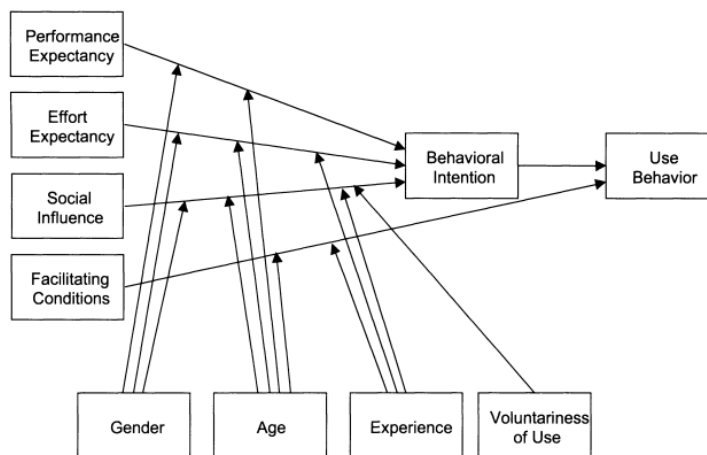 Performance
Expectancy
Effort
Expectancy
Social
Influence
Facilitating
Conditions
Behavioral
Intention
Use
Behavior
Gender
Age
Experience
Voluntariness
of Use